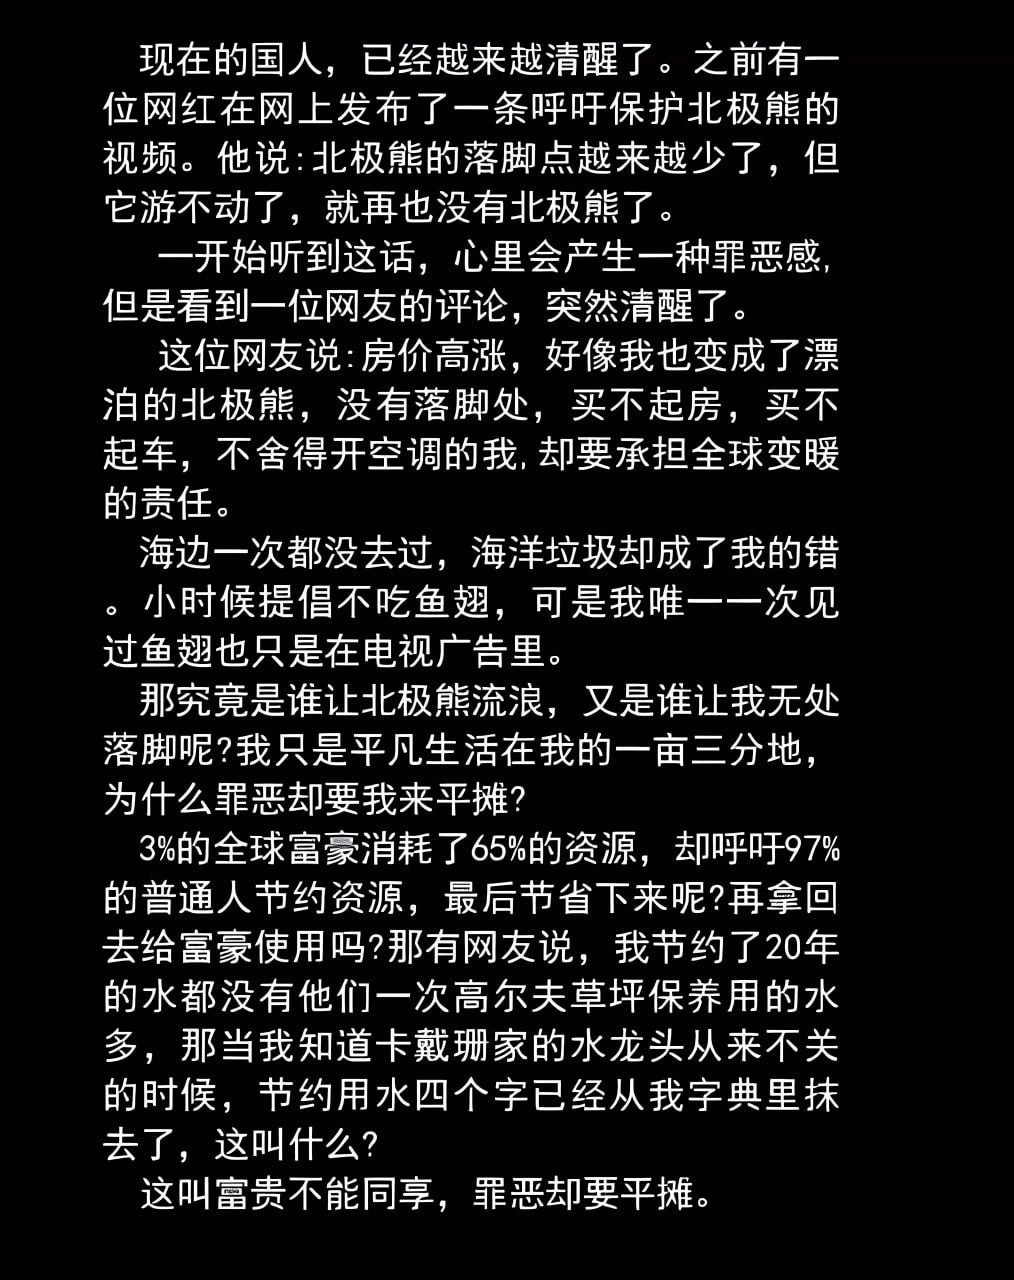 现在的国人，已经越来越清醒了。之前有一
位网红在网上发布了一条呼吁保护北极熊的
视频。他说:北极熊的落脚点越来越少了，但
它游不动了，就再也没有北极熊了。
一开始听到这话，心里会产生一种罪恶感,
但是看到一位网友的评论，突然清醒了。
这位网友说:房价高涨，好像我也变成了漂
泊的北极熊，没有落脚处，买不起房，买不
起车，不舍得开空调的我,却要承担全球变暖
的责任。
海边一次都没去过，海洋垃圾却成了我的错
。小时候提倡不吃鱼翅，可是我唯一一次见
过鱼翅也只是在电视广告里。
那究竟是谁让北极熊流浪，又是谁让我无处
落脚呢?我只是平凡生活在我的一亩三分地，
为什么罪恶却要我来平摊?
3%的全球富豪消耗了65%的资源，却呼吁97%
的普通人节约资源，最后节省下来呢?再拿回
去给富豪使用吗?那有网友说，我节约了20年
的水都没有他们一次高尔夫草坪保养用的水
多，那当我知道卡戴珊家的水龙头从来不关
的时候，节约用水四个字已经从我字典里抹
去了，这叫什么?
这叫富贵不能同享，罪恶却要平摊。